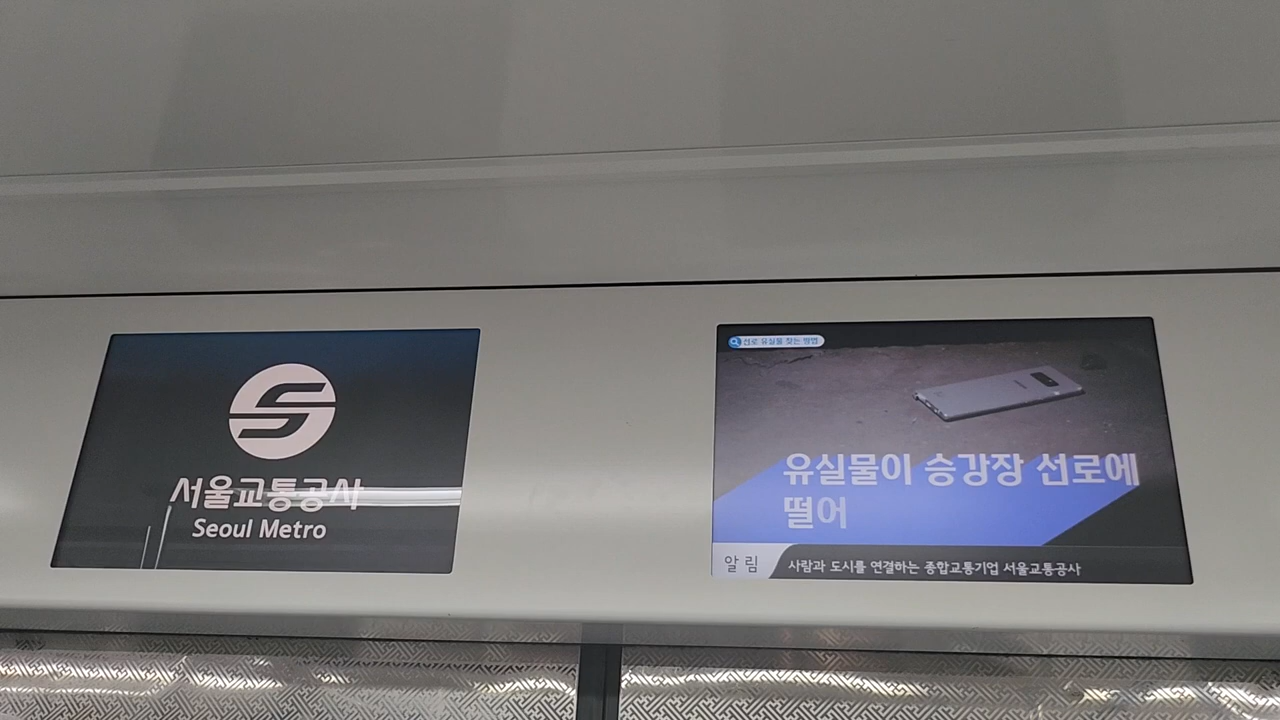 서울교통공사
Seoul Metro
선로 유실물 찾는 방법
유실물이 승강장 선로에
떨어
알림
사람과 도시를 연결하는 종합교통기업 서울교통공사